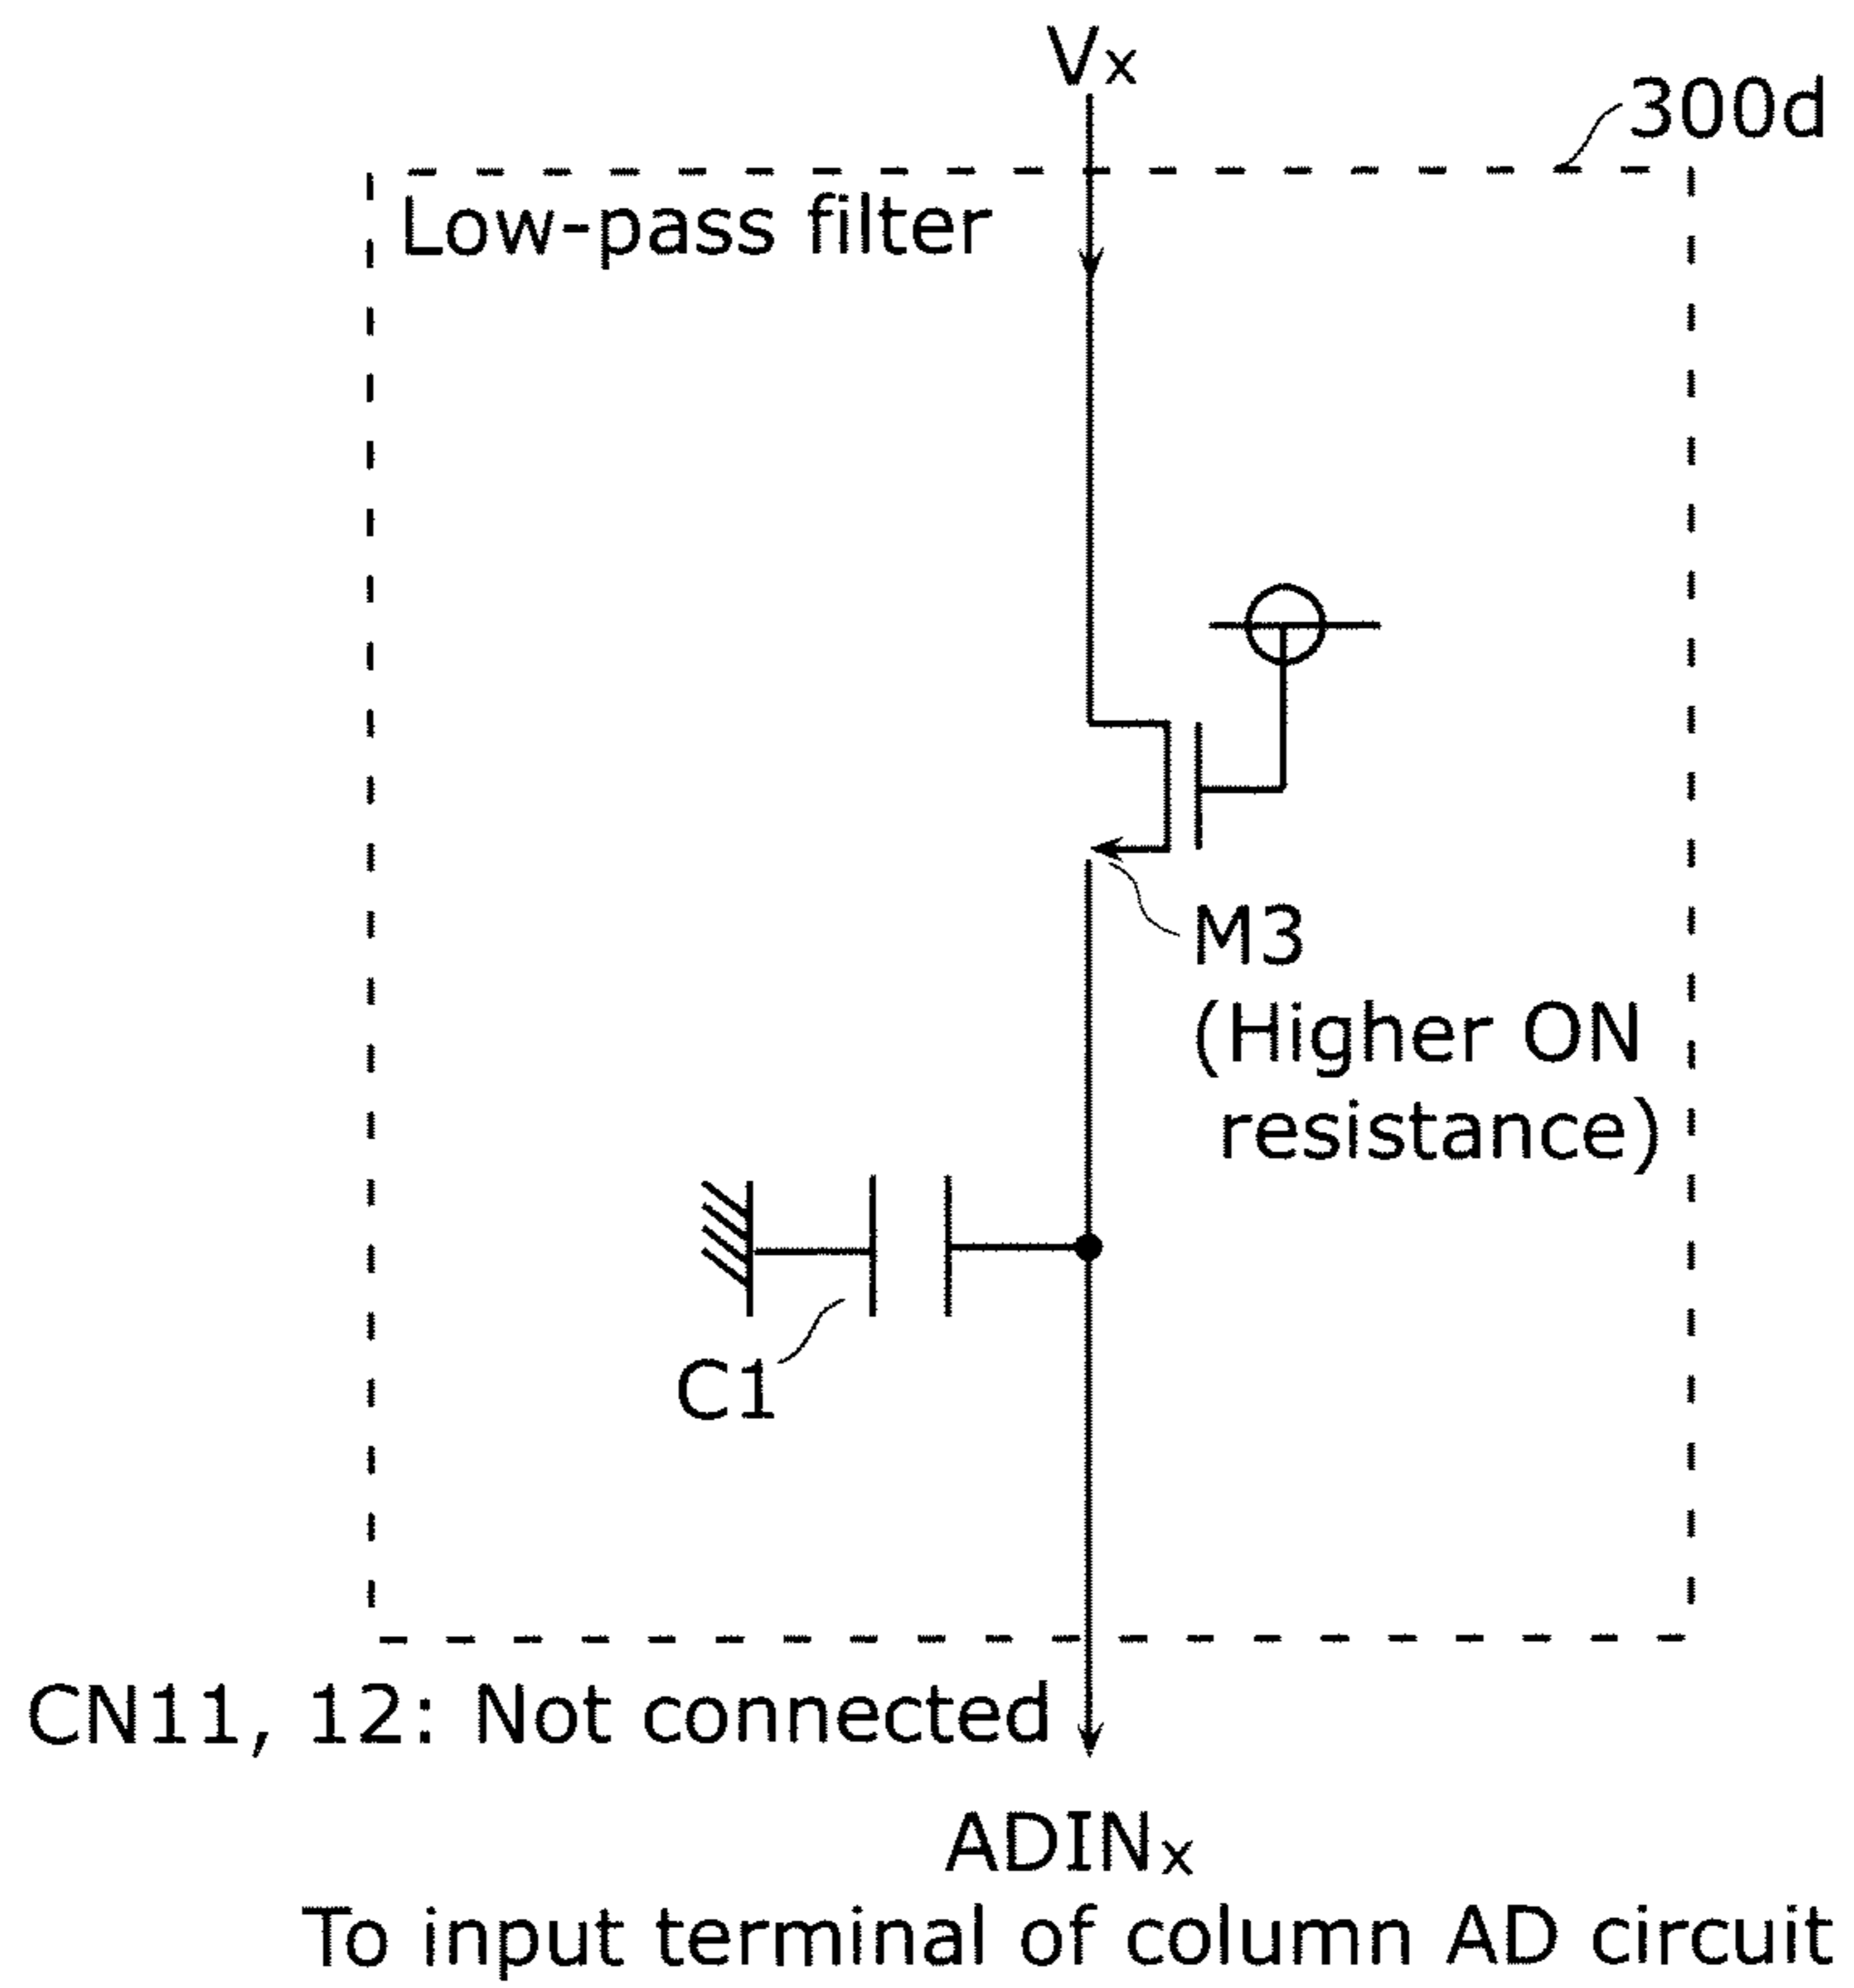 Vx
300d
Low-pass filter
M3
(Higher ON
resistance)
C1
CN11, 12: Not connected
ADINx
To input terminal of column AD circuit